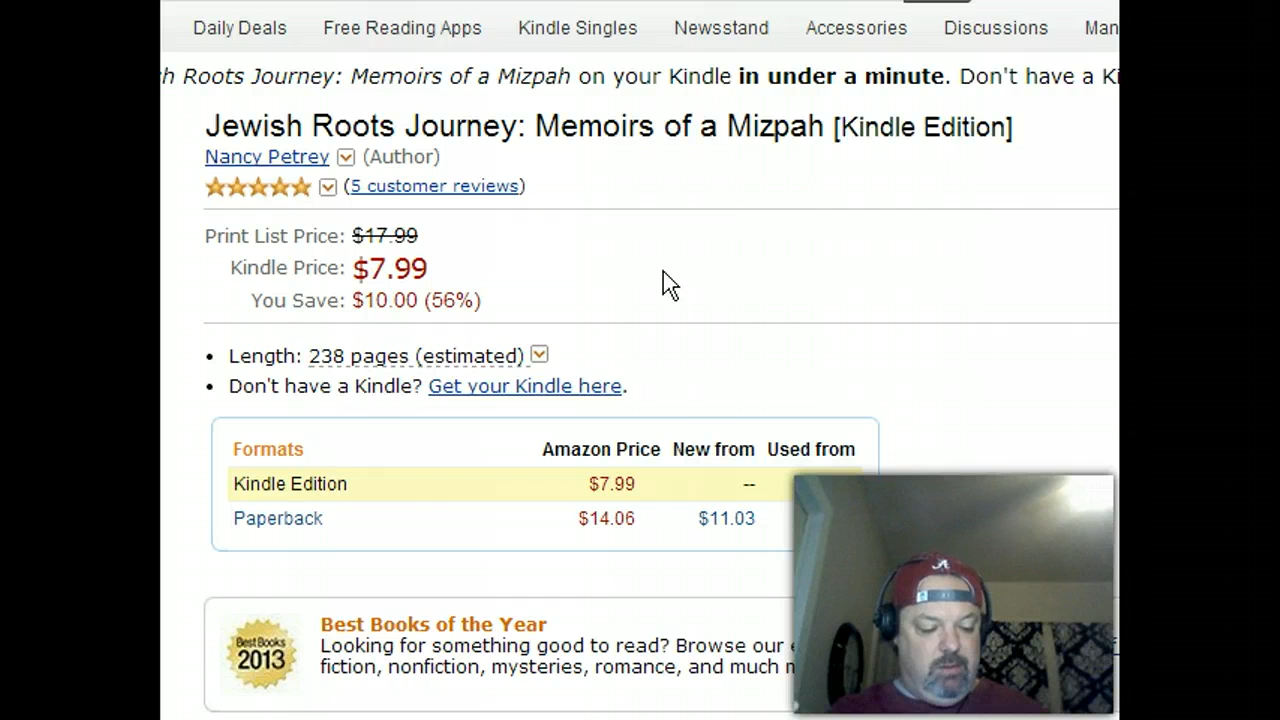 Daily Deals Free Reading Apps Kindle Singles Newsstand Accessories Discussions Man
h Roots Journey: Memoirs of a Mizpah on your Kindle in under a minute. Don't have a Ki
Jewish Roots Journey: Memoirs of a Mizpah [Kindle Edition]
Nancy Petrey (Author)
(5 customer reviews)
Print List Price: $17.99
Kindle Price: $7.99
You Save: $10.00 (56%)
• Length: 238 pages (estimated)
• Don't have a Kindle? Get your Kindle here.
Formats Amazon Price New from Used from
Kindle Edition $7.99 --
Paperback $14.06 $11.03
Best Books of the Year
Best Books
2013
Looking for something good to read? Browse our e
fiction, nonfiction, mysteries, romance, and much m
A